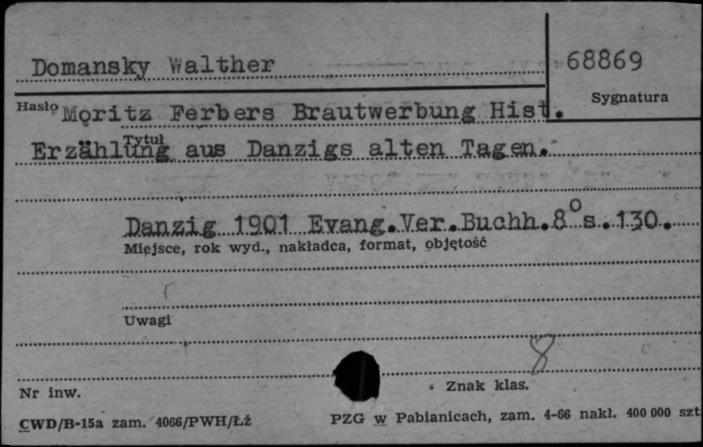 Domansky Walther
68869
Hasło
Sygnatura
Moritz Ferbers Brautwerbung Hist.
Tytuł
Erzählung aus Danzigs alten Tagen.
Danzig 1901 Evang.Ver.Buchh.8°s.130.
Miejsce, rok wyd., nakładca, format, objętość
Uwagi
8
Nr inw.
Znak klas.
CWD/B-15a zam. 4066/PWH/Łź
PZG w Pabianicach, zam. 4-66 nakł. 400 000 szt